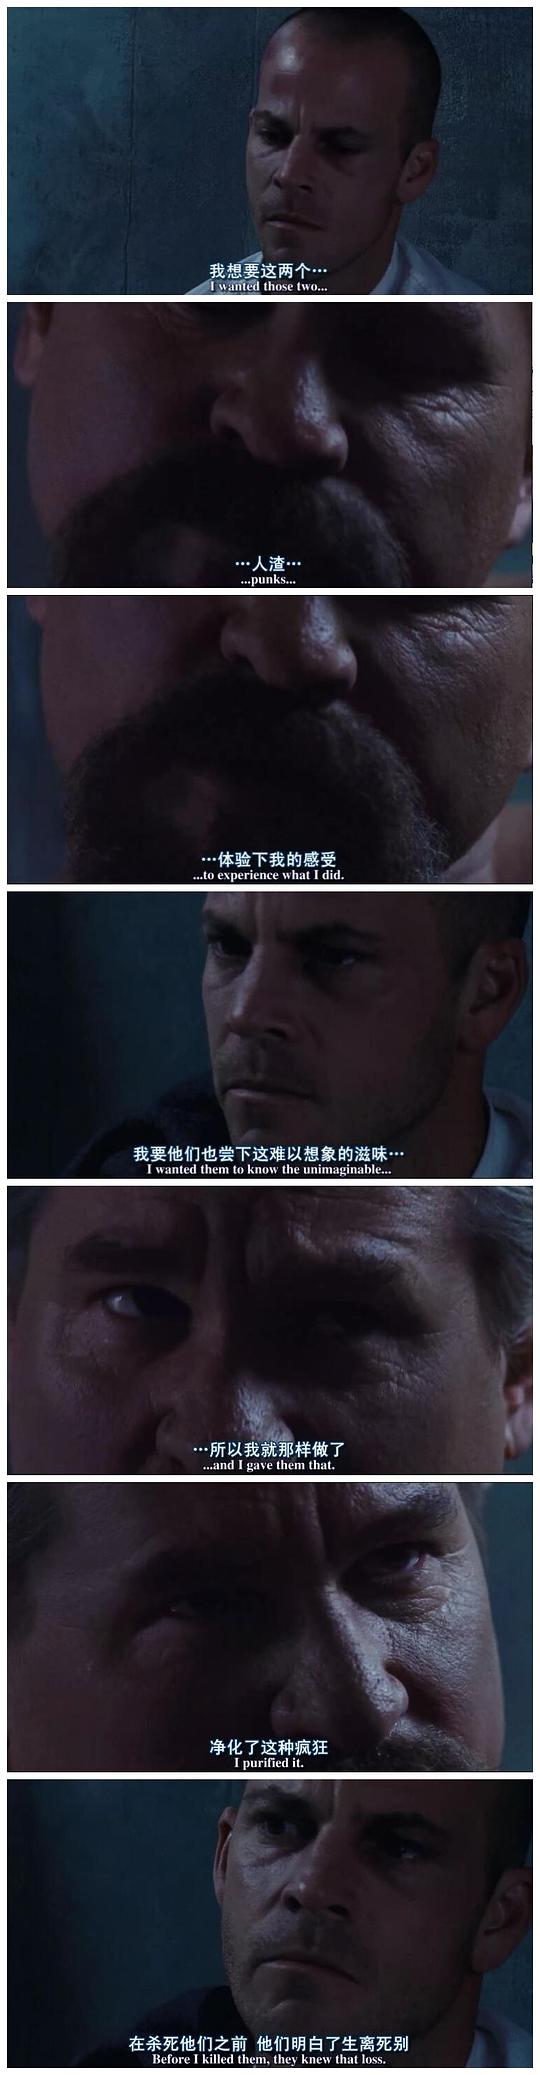 我想要这两个…
I wanted those two...
…人渣…
...punks...
…体验下我的感受
...to experience what I did.
我要他们也尝下这难以想象的滋味…
I wanted them to know the unimaginable...
…所以我就那样做了
...and I gave them that.
净化了这种疯狂
I purified it.
在杀死他们之前 他们明白了生离死别
Before I killed them, they knew that loss.